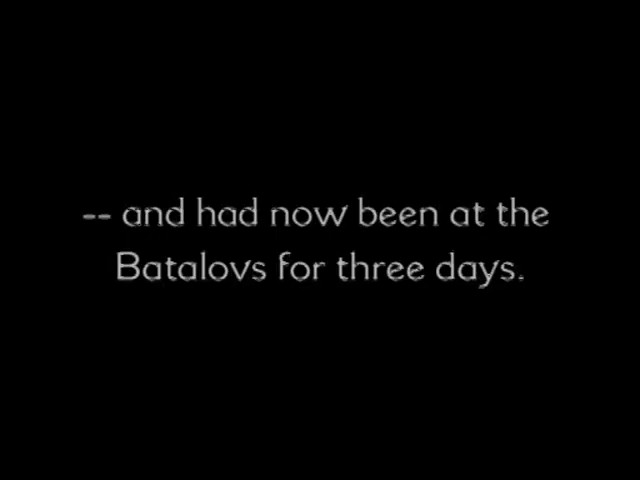 -- and had now been at the
Batalovs for three days.